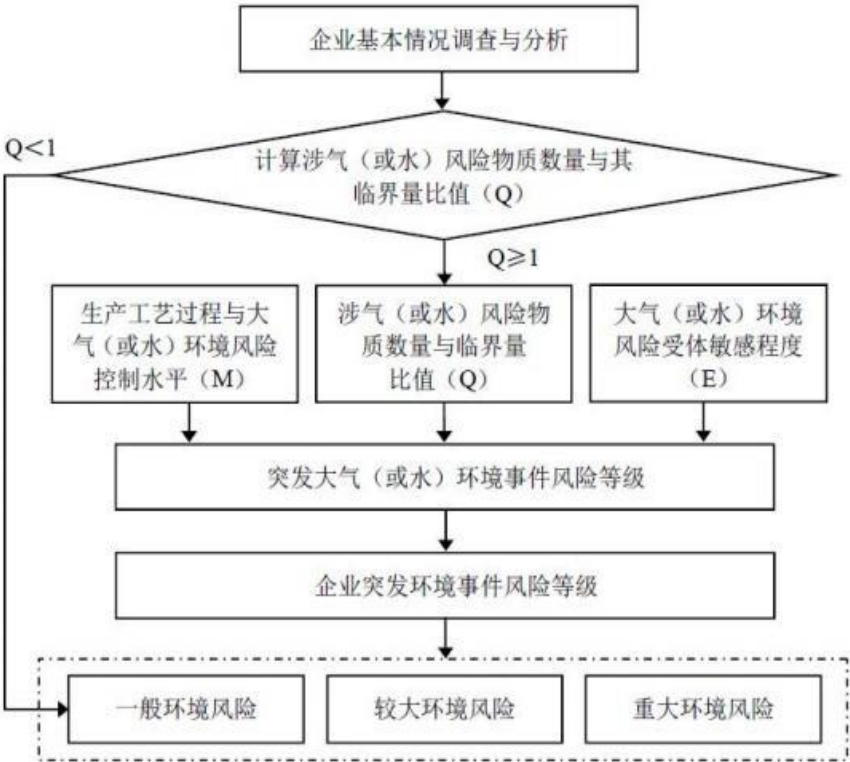 企业基本情况调查与分析
Q＜1
计算涉气（或水）风险物质数量与其
临界量比值（Q）
Q≥1
生产工艺过程与大
气（或水）环境风险
控制水平（M）
涉气（或水）风险物
质数量与临界量
比值（Q）
大气（或水）环境
风险受体敏感程度
（E）
突发大气（或水）环境事件风险等级
企业突发环境事件风险等级
一般环境风险
较大环境风险
重大环境风险